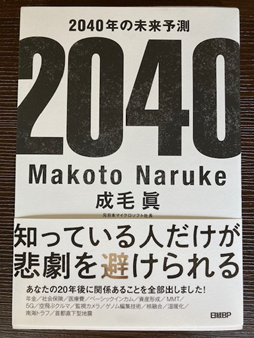 2040年の未来予測
2040
Makoto Naruke
成毛 眞
元日本マイクロソフト社長
知っている人だけが
悲劇を避けられる
あなたの20年後に関係あることを全部出しました!
年金/社会保険/医療費/ベーシックインカム/資産形成/MMT/
5G/空飛ぶクルマ/監視カメラ/ゲノム編集技術/核融合/温暖化/
南海トラフ/首都直下型地震
日経BP